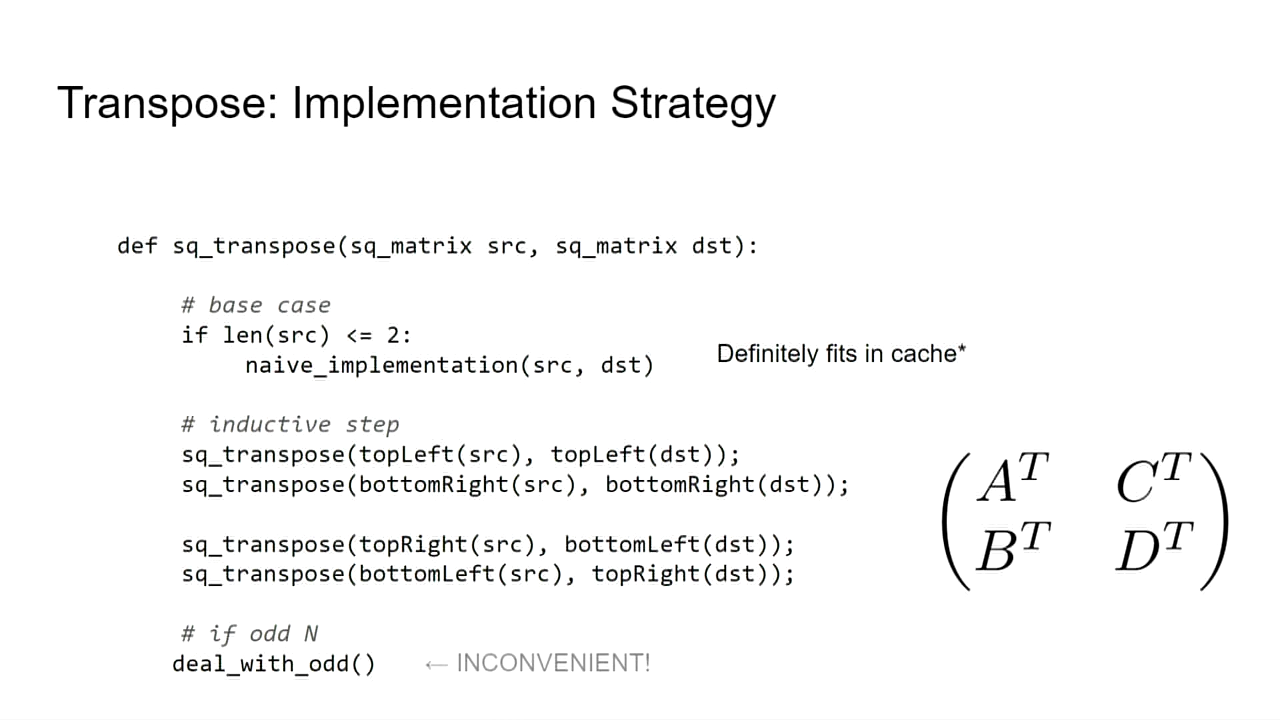 Transpose: Implementation Strategy
def sq_transpose(sq_matrix src, sq_matrix dst):
# base case
if len(src) <= 2:
naive_implementation(src, dst)
Definitely fits in cache*
# inductive step
sq_transpose(topLeft(src), topLeft(dst));
sq_transpose(bottomRight(src), bottomRight(dst));
sq_transpose(topRight(src), bottomLeft(dst));
sq_transpose(bottomLeft(src), topRight(dst));
A^T C^T
B^T D^T
# if odd N
deal_with_odd() ← INCONVENIENT!